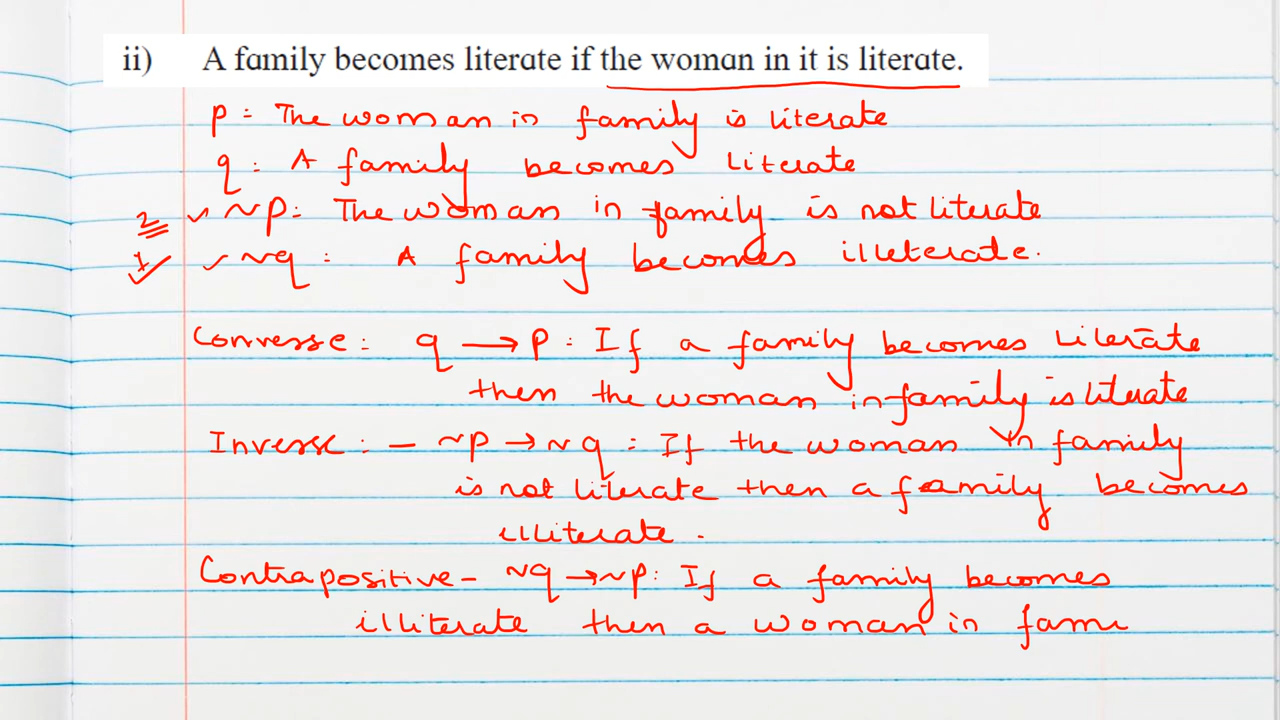 ii) A family becomes literate if the woman in it is literate.
p = The woman in family is literate
q : A family becomes literate
2 ✓ ~p : The woman in family is not literate
1 ✓ ~q : A family becomes illeterate.
Converse : q → p : If a family becomes literate
then the woman in family is literate
Inverse : – ~p → ~q : If the woman in family
is not literate then a family becomes
illiterate .
Contrapositive – ~q → ~p : If a family becomes
illiterate then a woman in fami